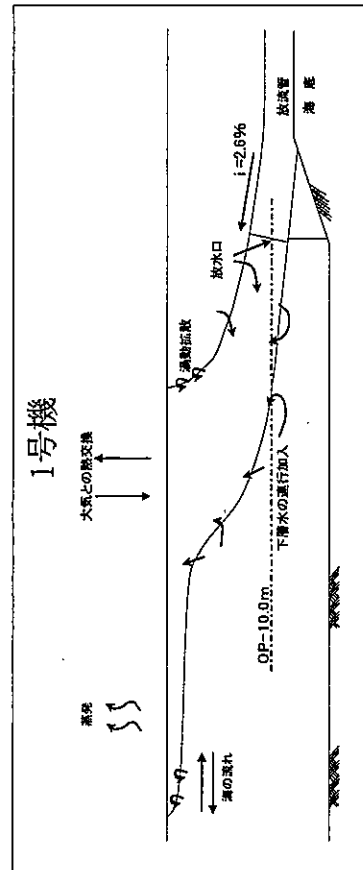 1号機
蒸発
大気との熱交換
渦動拡散
海の流れ
放水口
i=2.6%
放流管
海底
OP-10.0m
下層水の連行加入